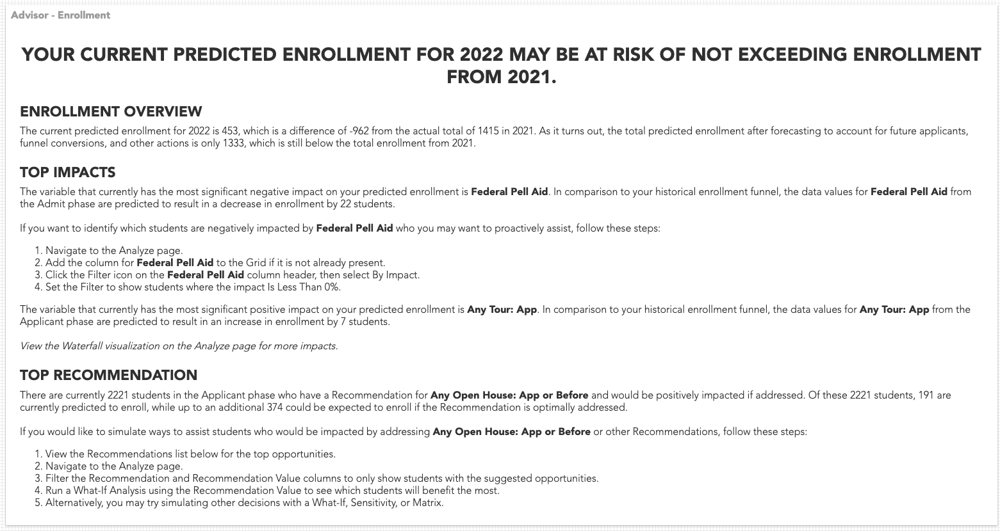 Advisor - Enrollment
YOUR CURRENT PREDICTED ENROLLMENT FOR 2022 MAY BE AT RISK OF NOT EXCEEDING ENROLLMENT
FROM 2021.
ENROLLMENT OVERVIEW
The current predicted enrollment for 2022 is 453, which is a difference of -962 from the actual total of 1415 in 2021. As it turns out, the total predicted enrollment after forecasting to account for future applicants,
funnel conversions, and other actions is only 1333, which is still below the total enrollment from 2021.
TOP IMPACTS
The variable that currently has the most significant negative impact on your predicted enrollment is Federal Pell Aid. In comparison to your historical enrollment funnel, the data values for Federal Pell Aid from
the Admit phase are predicted to result in a decrease in enrollment by 22 students.
If you want to identify which students are negatively impacted by Federal Pell Aid who you may want to proactively assist, follow these steps:
1. Navigate to the Analyze page.
2. Add the column for Federal Pell Aid to the Grid if it is not already present.
3. Click the Filter icon on the Federal Pell Aid column header, then select By Impact.
4. Set the Filter to show students where the impact Is Less Than 0%.
The variable that currently has the most significant positive impact on your predicted enrollment is Any Tour: App. In comparison to your historical enrollment funnel, the data values for Any Tour: App from the
Applicant phase are predicted to result in an increase in enrollment by 7 students.
View the Waterfall visualization on the Analyze page for more impacts.
TOP RECOMMENDATION
There are currently 2221 students in the Applicant phase who have a Recommendation for Any Open House: App or Before and would be positively impacted if addressed. Of these 2221 students, 191 are
currently predicted to enroll, while up to an additional 374 could be expected to enroll if the Recommendation is optimally addressed.
If you would like to simulate ways to assist students who would be impacted by addressing Any Open House: App or Before or other Recommendations, follow these steps:
1. View the Recommendations list below for the top opportunities.
2. Navigate to the Analyze page.
3. Filter the Recommendation and Recommendation Value columns to only show students with the suggested opportunities.
4. Run a What-If Analysis using the Recommendation Value to see which students will benefit the most.
5. Alternatively, you may try simulating other decisions with a What-If, Sensitivity, or Matrix.